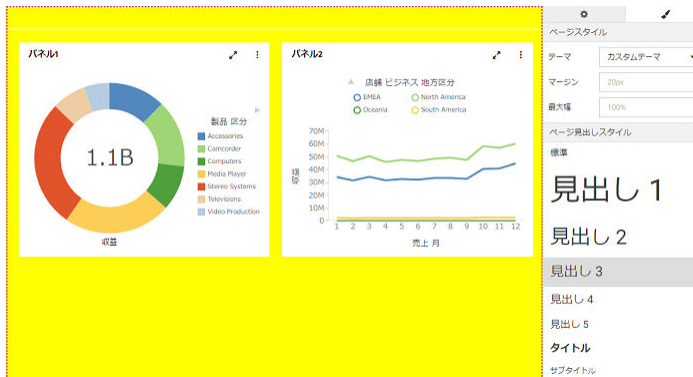 パネル1
1.1B
収益
製品 区分
Accessories
Camcorder
Computers
Media Player
Stereo Systems
Televisions
Video Production
パネル2
店舗 ビジネス 地方区分
EMEA North America
Oceania South America
収益
70M
60M
50M
40M
30M
20M
10M
0
1 2 3 4 5 6 7 8 9 10 11 12
売上 月
ページスタイル
テーマ カスタムテーマ
マージン 20px
最大幅 100%
ページ見出しスタイル
標準
見出し 1
見出し 2
見出し 3
見出し 4
見出し 5
タイトル
サブタイトル